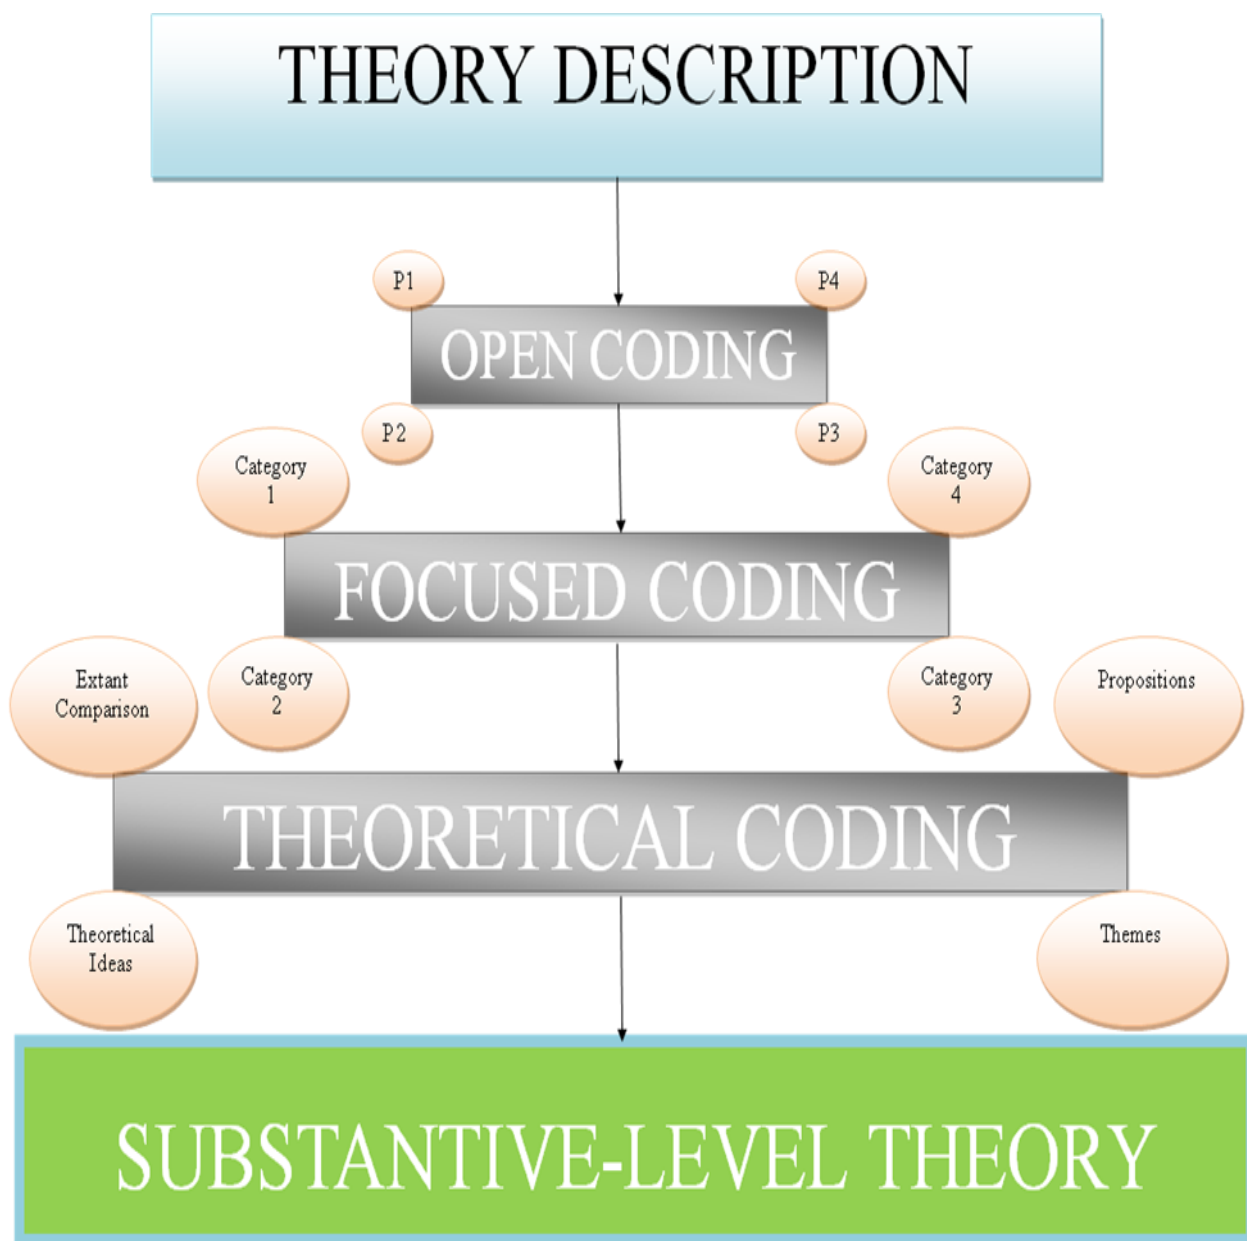 THEORY DESCRIPTION
P1
P4
OPEN CODING
P2
P3
Category
1
Category
4
FOCUSED CODING
Extant
Comparison
Category
2
Category
3
Propositions
THEORETICAL CODING
Theoretical
Ideas
Themes
SUBSTANTIVE-LEVEL THEORY